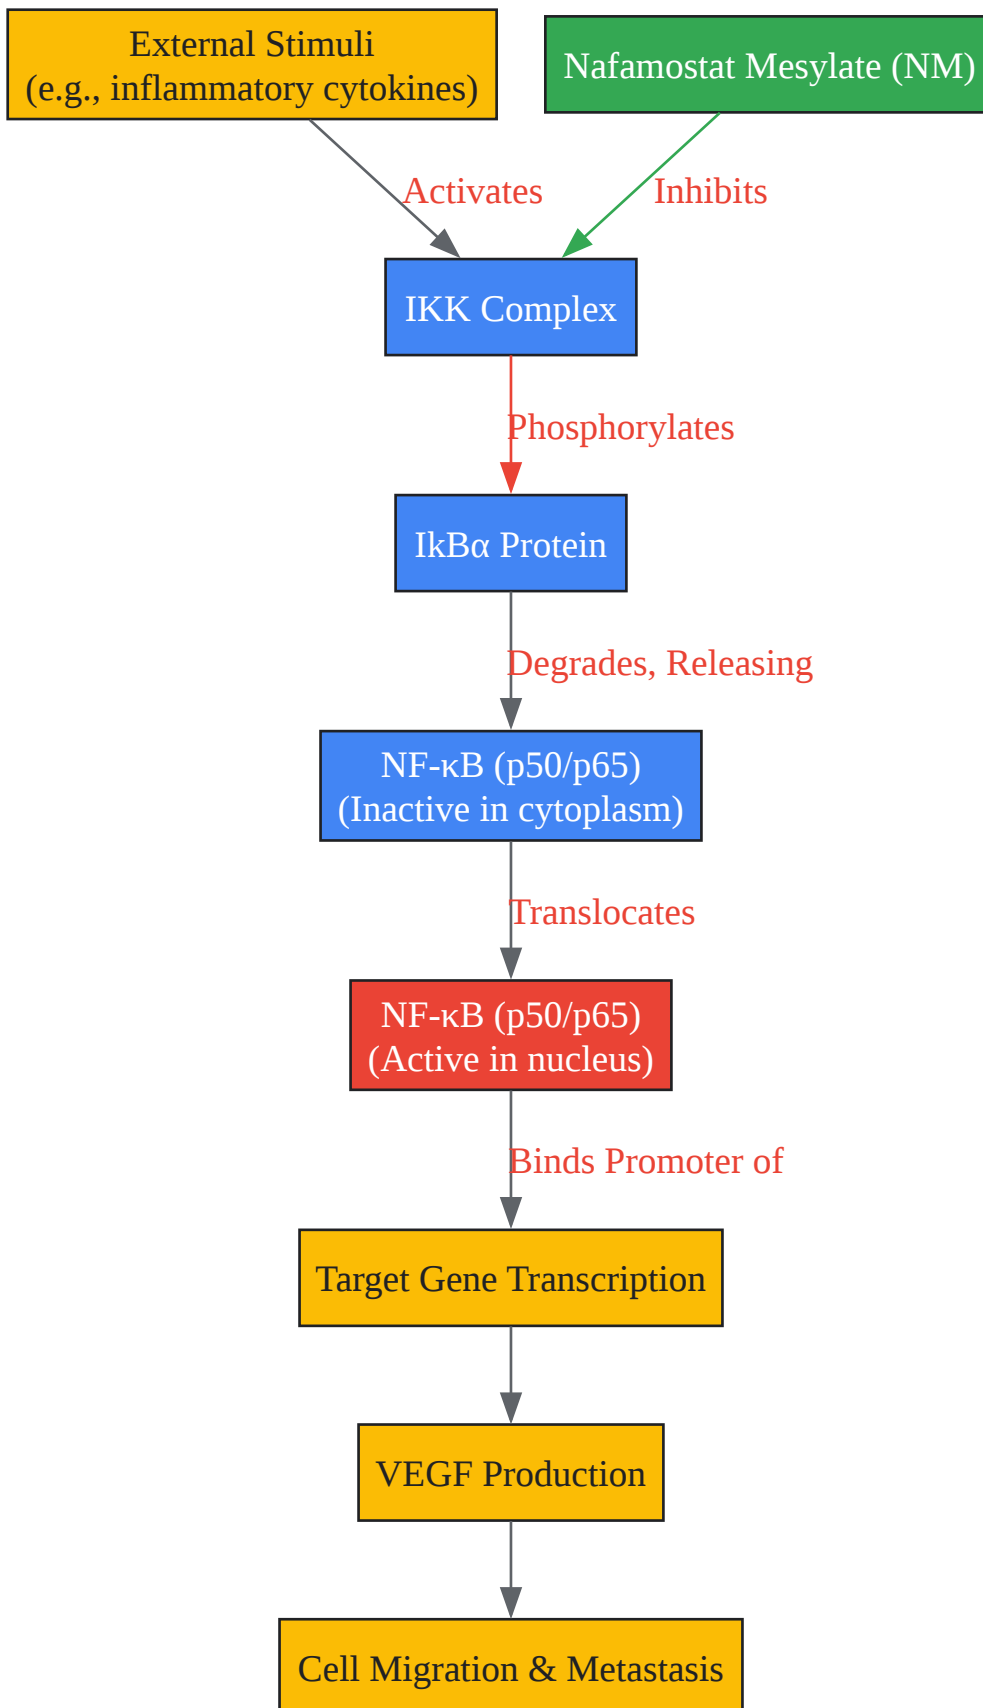 External Stimuli
(e.g., inflammatory cytokines)
Nafamostat Mesylate (NM)
Activates
Inhibits
IKK Complex
Phosphorylates
IkBα Protein
Degrades, Releasing
NF-κB (p50/p65)
(Inactive in cytoplasm)
Translocates
NF-κB (p50/p65)
(Active in nucleus)
Binds Promoter of
Target Gene Transcription
VEGF Production
Cell Migration & Metastasis